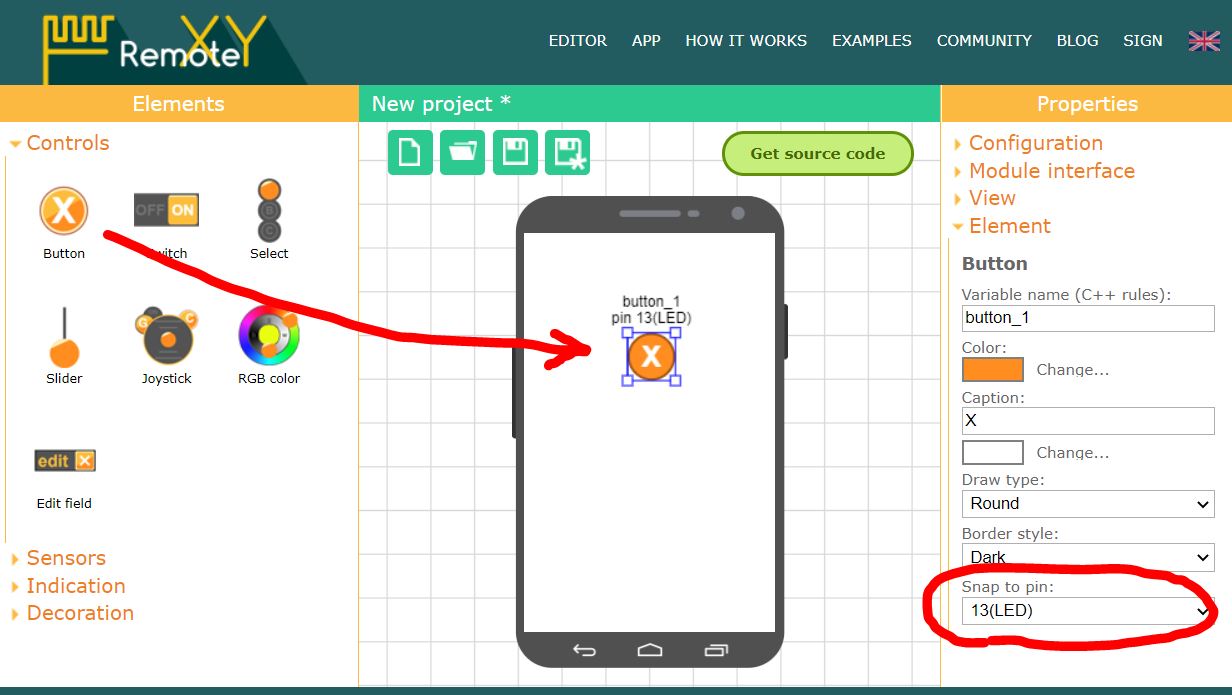 RemoteXY
EDITOR APP HOW IT WORKS EXAMPLES COMMUNITY BLOG SIGN
Elements
Controls
X
OFF ON
B
C
Button
Select
G C
Slider
Joystick
RGB color
edit X
Edit field
Sensors
Indication
Decoration
New project *
Get source code
button_1
pin 13(LED)
X
Properties
Configuration
Module interface
View
Element
Button
Variable name (C++ rules):
button_1
Color:
Change...
Caption:
X
Change...
Draw type:
Round
Border style:
Dark
Snap to pin:
13(LED)